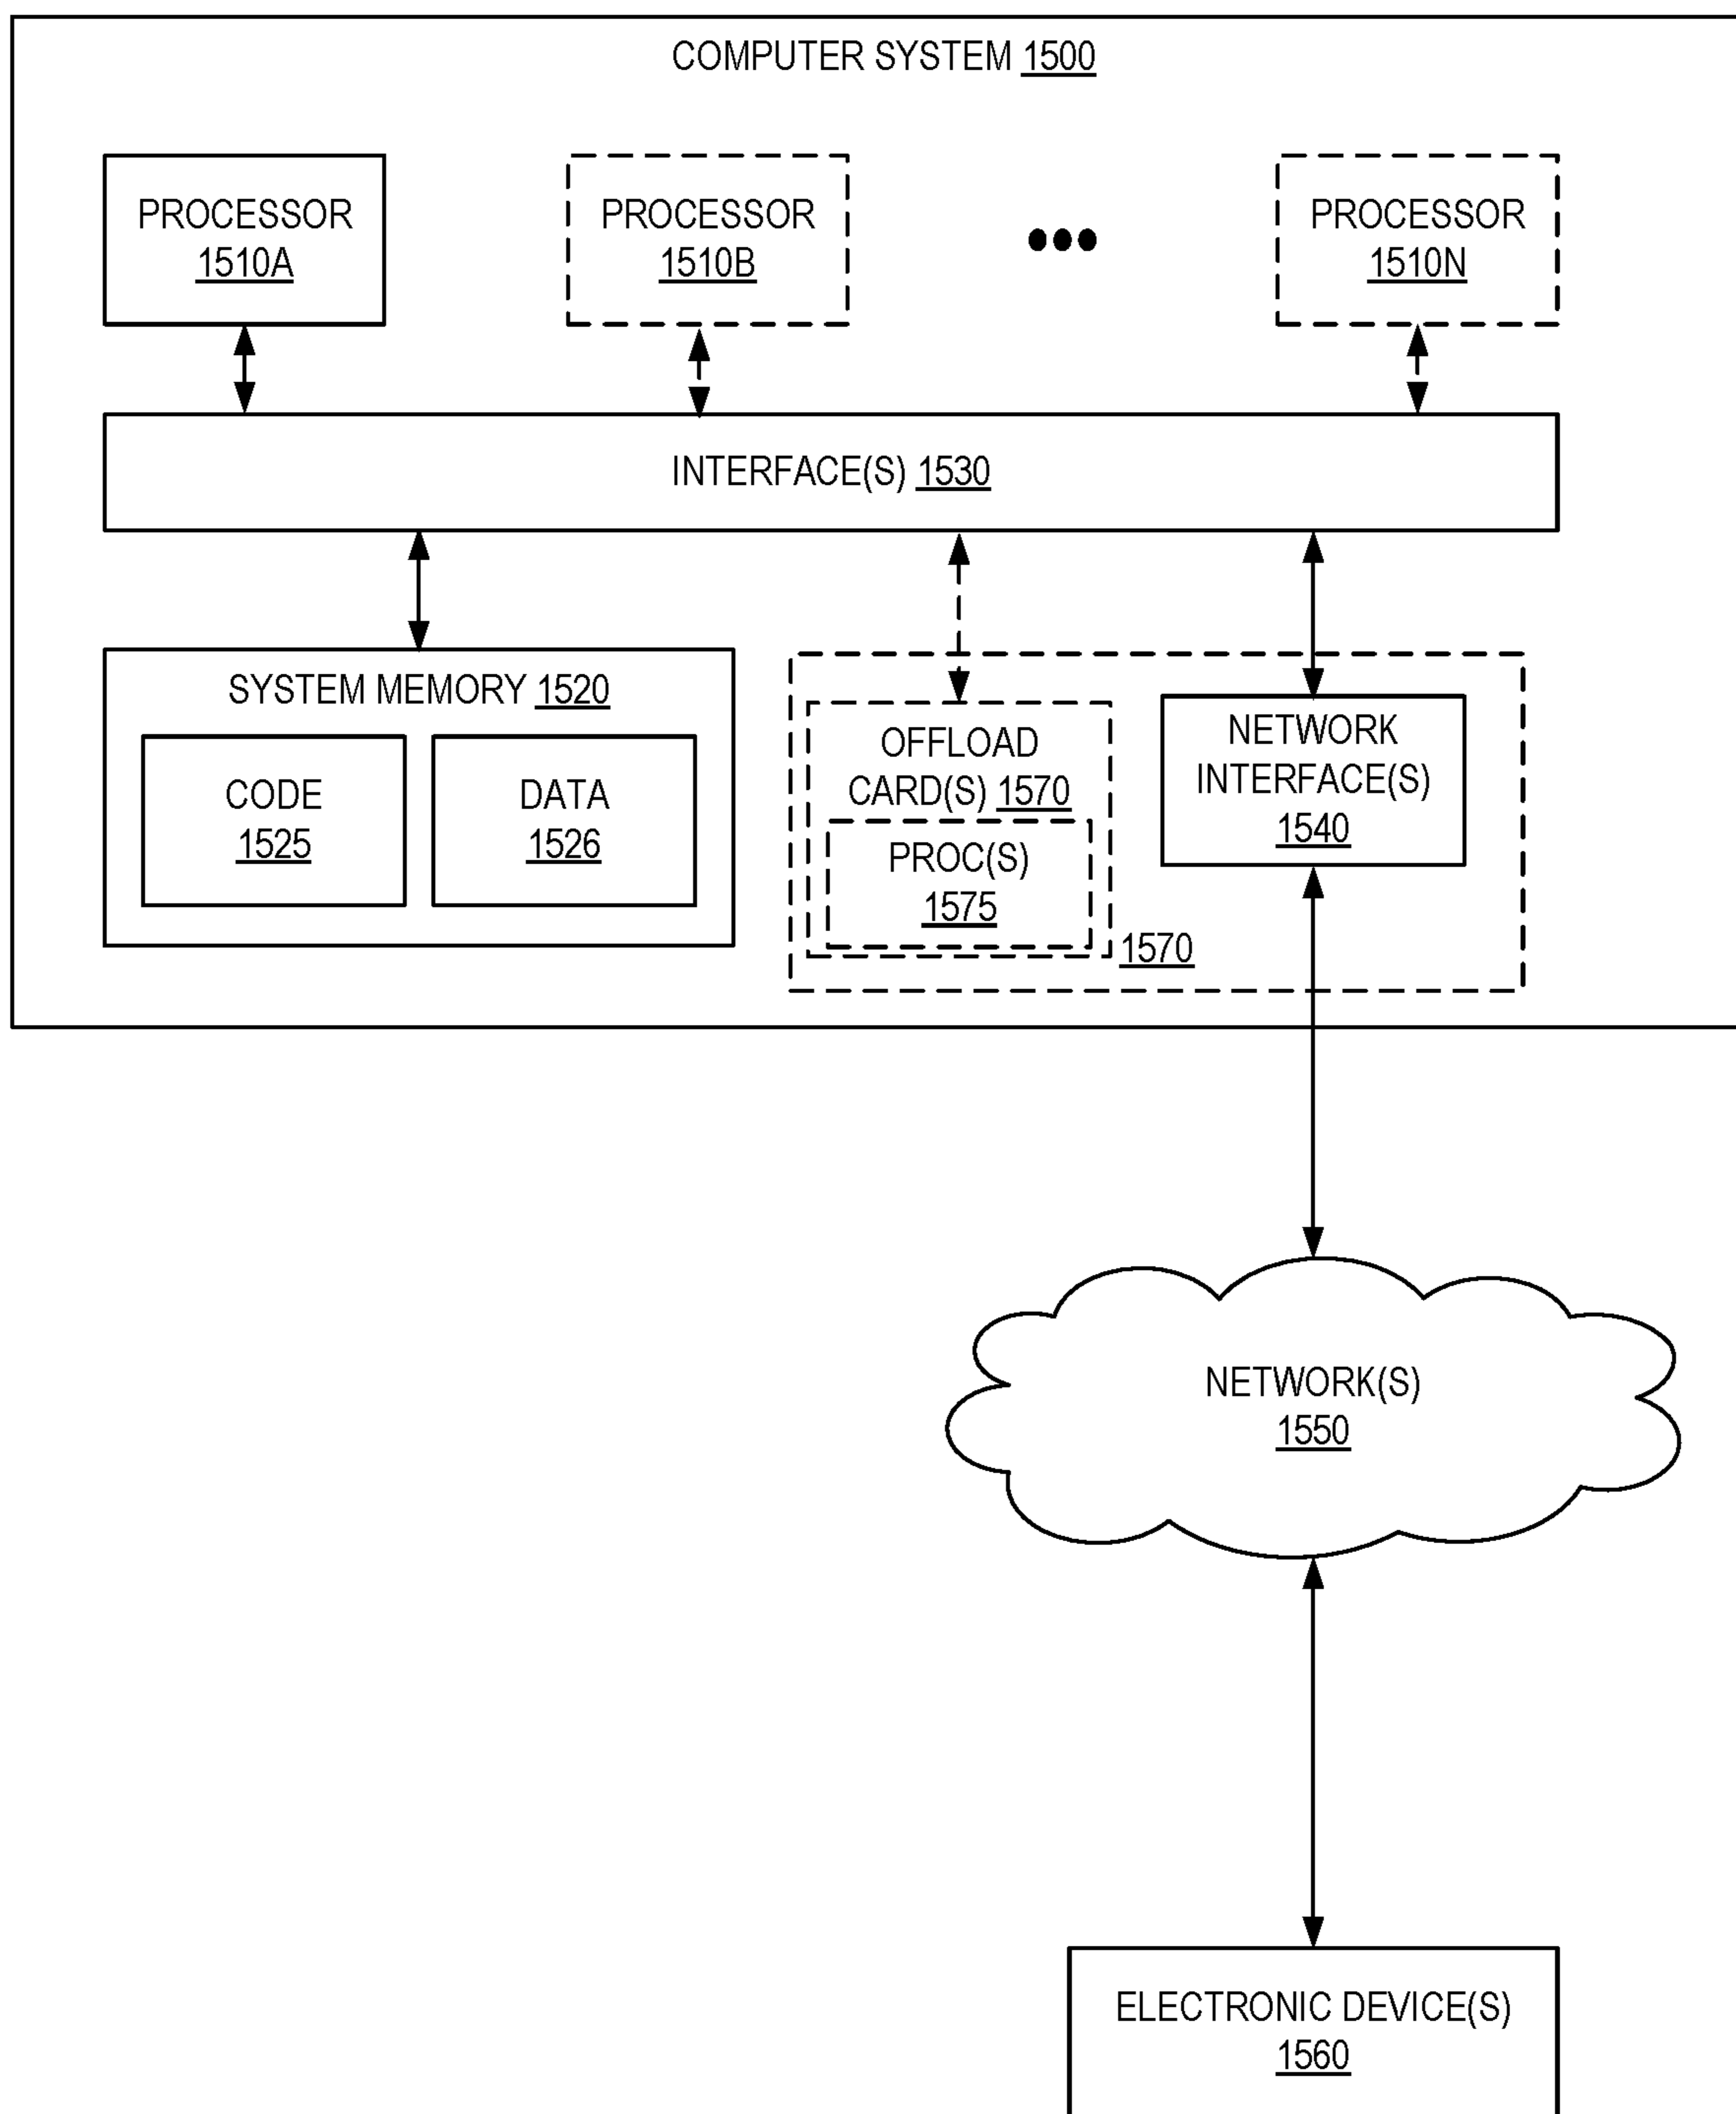 COMPUTER SYSTEM 1500
PROCESSOR
1510A
PROCESSOR
1510B
PROCESSOR
1510N
INTERFACE(S) 1530
SYSTEM MEMORY 1520
CODE
1525
DATA
1526
OFFLOAD
CARD(S) 1570
PROC(S)
1575
1570
NETWORK
INTERFACE(S)
1540
NETWORK(S)
1550
ELECTRONIC DEVICE(S)
1560